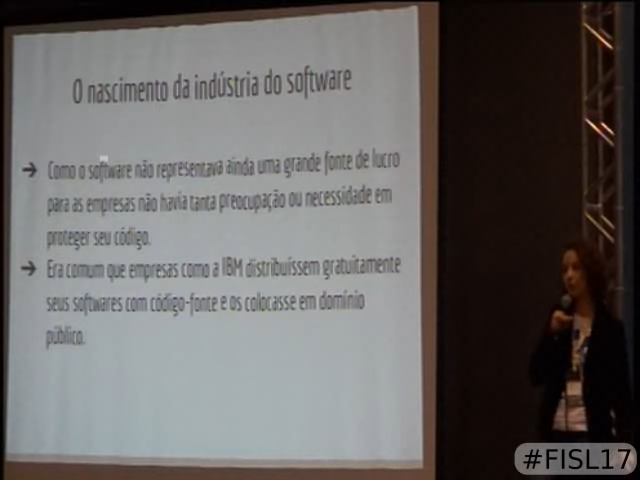 O nascimento da indústria do software
➔ Como o software não representava ainda uma grande fonte de lucro
para as empresas não havia tanta preocupação ou necessidade em
proteger seu código.
➔ Era comum que empresas como a IBM distribuíssem gratuitamente
seus softwares com código-fonte e os colocasse em domínio
público.
#FISL17